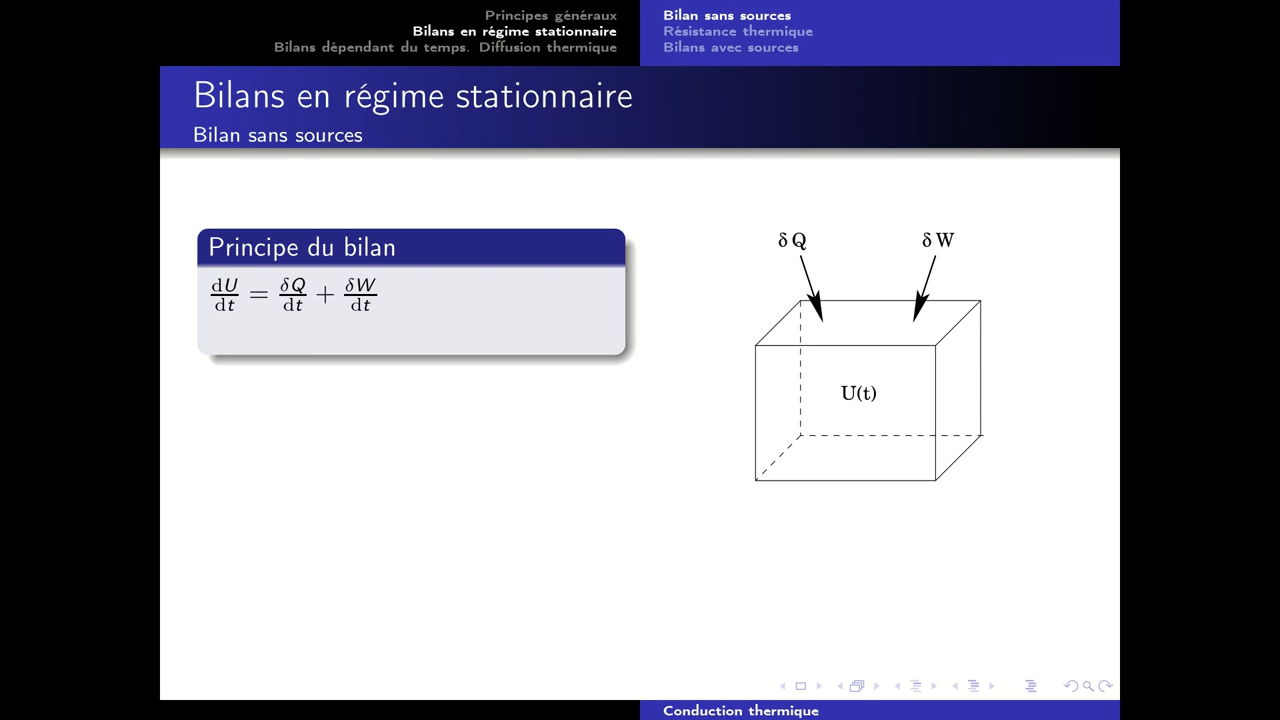 Principes généraux
Bilans en régime stationnaire
Bilans dépendant du temps. Diffusion thermique
Bilan sans sources
Résistance thermique
Bilans avec sources
Bilans en régime stationnaire
Bilan sans sources
Principe du bilan
dU/dt = δQ/dt + δW/dt
δ Q
δ W
U(t)
Conduction thermique